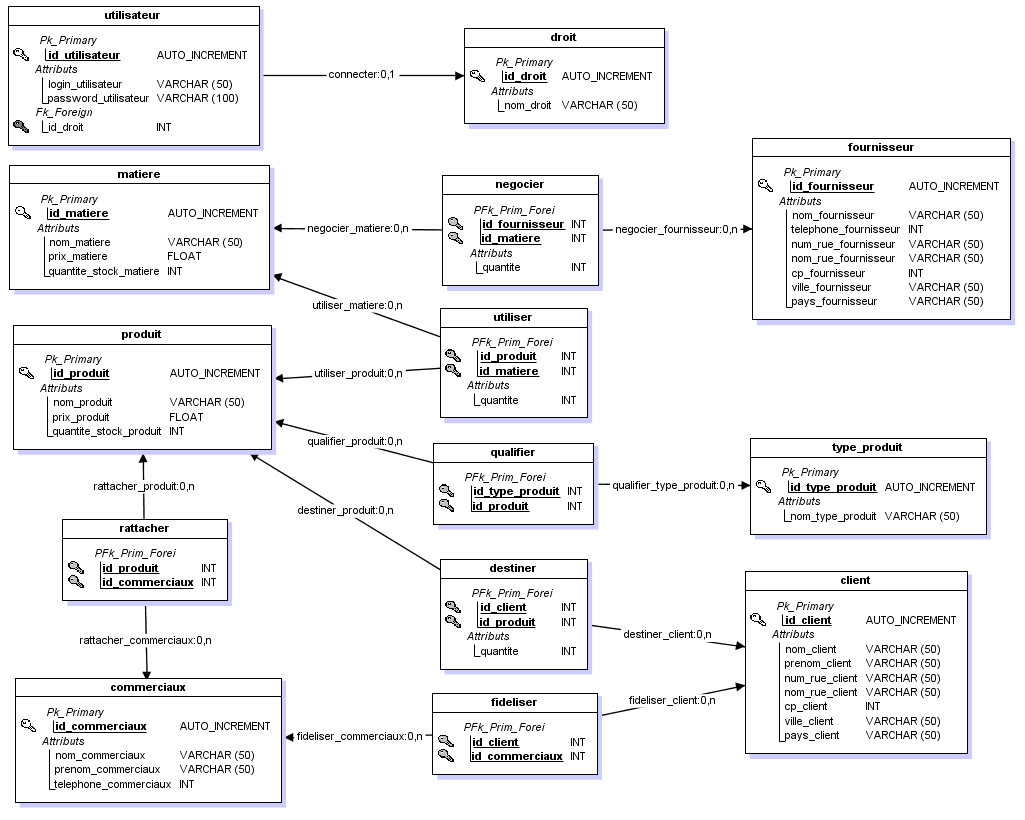 utilisateur
Pk_Primary
id_utilisateur AUTO_INCREMENT
Attributs
login_utilisateur VARCHAR (50)
password_utilisateur VARCHAR (100)
Fk_Foreign
id_droit INT
connecter:0,1
droit
Pk_Primary
id_droit AUTO_INCREMENT
Attributs
nom_droit VARCHAR (50)
matiere
Pk_Primary
id_matiere AUTO_INCREMENT
Attributs
nom_matiere VARCHAR (50)
prix_matiere FLOAT
quantite_stock_matiere INT
negocier_matiere:0,n
negocier
PFk_Prim_Forei
id_fournisseur INT
id_matiere INT
Attributs
quantite INT
negocier_fournisseur:0,n
fournisseur
Pk_Primary
id_fournisseur AUTO_INCREMENT
Attributs
nom_fournisseur VARCHAR (50)
telephone_fournisseur INT
num_rue_fournisseur VARCHAR (50)
nom_rue_fournisseur VARCHAR (50)
cp_fournisseur INT
ville_fournisseur VARCHAR (50)
pays_fournisseur VARCHAR (50)
utiliser_matiere:0,n
utiliser
PFk_Prim_Forei
id_produit INT
id_matiere INT
Attributs
quantite INT
utiliser_produit:0,n
produit
Pk_Primary
id_produit AUTO_INCREMENT
Attributs
nom_produit VARCHAR (50)
prix_produit FLOAT
quantite_stock_produit INT
qualifier_produit:0,n
qualifier
PFk_Prim_Forei
id_type_produit INT
id_produit INT
qualifier_type_produit:0,n
type_produit
Pk_Primary
id_type_produit AUTO_INCREMENT
Attributs
nom_type_produit VARCHAR (50)
rattacher_produit:0,n
destiner_produit:0,n
rattacher
PFk_Prim_Forei
id_produit INT
id_commerciaux INT
rattacher_commerciaux:0,n
destiner
PFk_Prim_Forei
id_client INT
id_produit INT
Attributs
quantite INT
destiner_client:0,n
client
Pk_Primary
id_client AUTO_INCREMENT
Attributs
nom_client VARCHAR (50)
prenom_client VARCHAR (50)
num_rue_client VARCHAR (50)
nom_rue_client VARCHAR (50)
cp_client INT
ville_client VARCHAR (50)
pays_client VARCHAR (50)
commerciaux
Pk_Primary
id_commerciaux AUTO_INCREMENT
Attributs
nom_commerciaux VARCHAR (50)
prenom_commerciaux VARCHAR (50)
telephone_commerciaux INT
fideliser_commerciaux:0,n
fideliser
PFk_Prim_Forei
id_client INT
id_commerciaux INT
fideliser_client:0,n